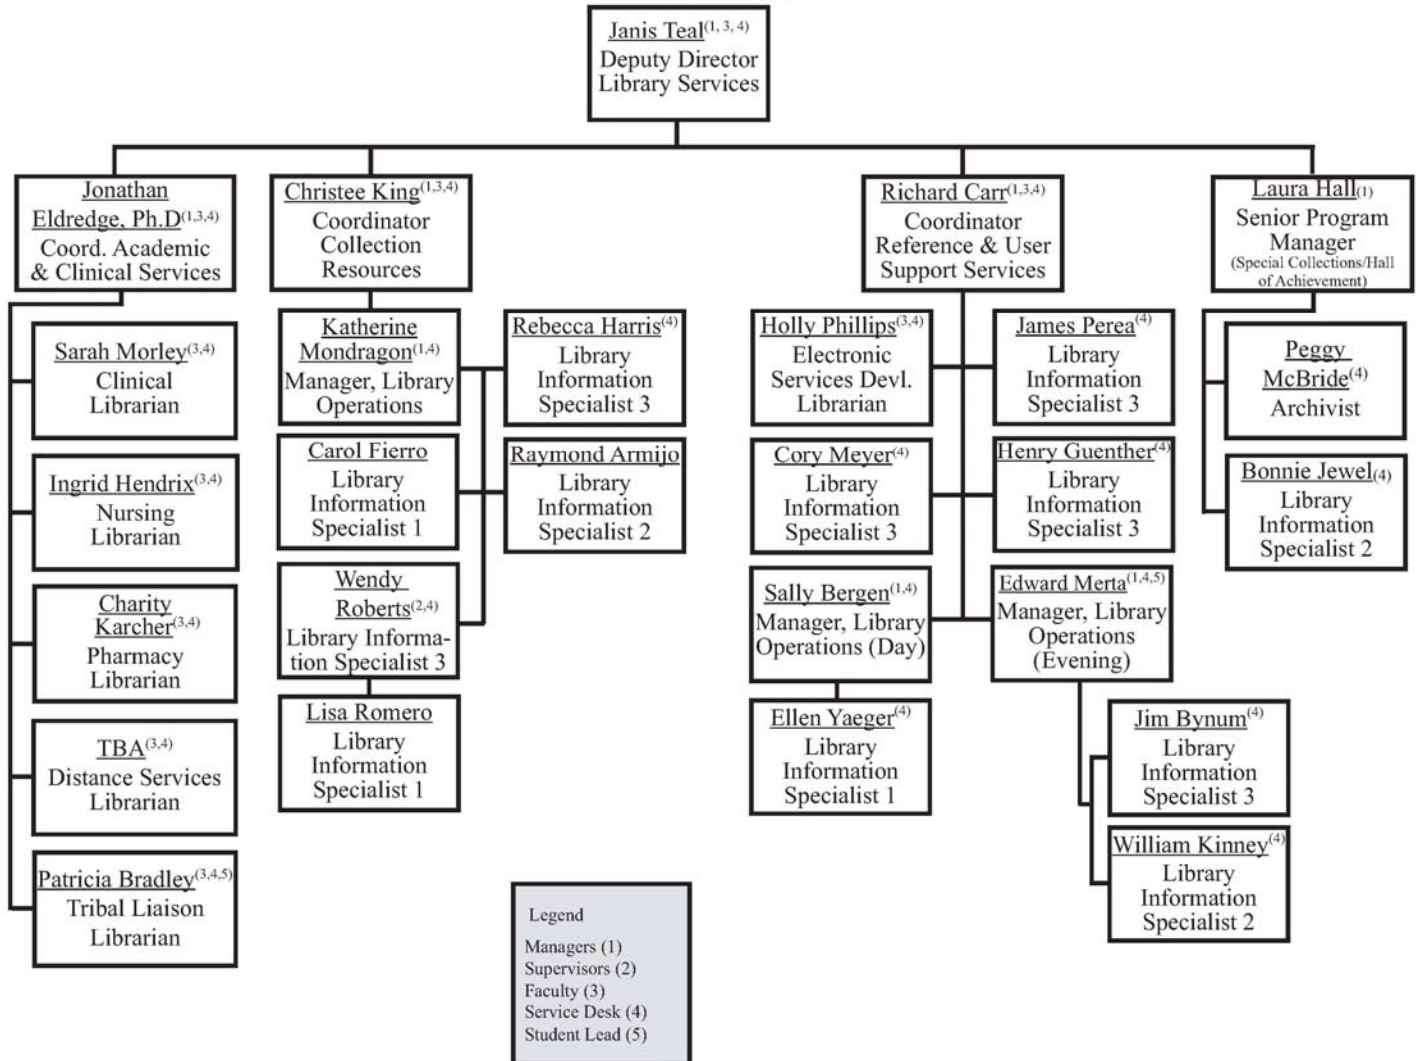 Janis Teal(1, 3, 4)
Deputy Director
Library Services
Jonathan
Eldredge, Ph.D(1,3,4)
Coord. Academic
& Clinical Services
Christee King(1,3,4)
Coordinator
Collection
Resources
Richard Carr(1,3,4)
Coordinator
Reference & User
Support Services
Laura Hall(1)
Senior Program
Manager
(Special Collections/Hall
of Achievement)
Sarah Morley(3,4)
Clinical
Librarian
Ingrid Hendrix(3,4)
Nursing
Librarian
Charity
Karcher(3,4)
Pharmacy
Librarian
TBA(3,4)
Distance Services
Librarian
Patricia Bradley(3,4,5)
Tribal Liaison
Librarian
Katherine
Mondragon(1,4)
Manager, Library
Operations
Rebecca Harris(4)
Library
Information
Specialist 3
Carol Fierro
Library
Information
Specialist 1
Raymond Armijo
Library
Information
Specialist 2
Wendy
Roberts(2,4)
Library Informa-
tion Specialist 3
Lisa Romero
Library
Information
Specialist 1
Holly Phillips(3,4)
Electronic
Services Devl.
Librarian
James Perea(4)
Library
Information
Specialist 3
Cory Meyer(4)
Library
Information
Specialist 3
Henry Guenther(4)
Library
Information
Specialist 3
Sally Bergen(1,4)
Manager, Library
Operations (Day)
Edward Merta(1,4,5)
Manager, Library
Operations
(Evening)
Ellen Yaeger(4)
Library
Information
Specialist 1
Jim Bynum(4)
Library
Information
Specialist 3
William Kinney(4)
Library
Information
Specialist 2
Peggy
McBride(4)
Archivist
Bonnie Jewel(4)
Library
Information
Specialist 2
Legend
Managers (1)
Supervisors (2)
Faculty (3)
Service Desk (4)
Student Lead (5)